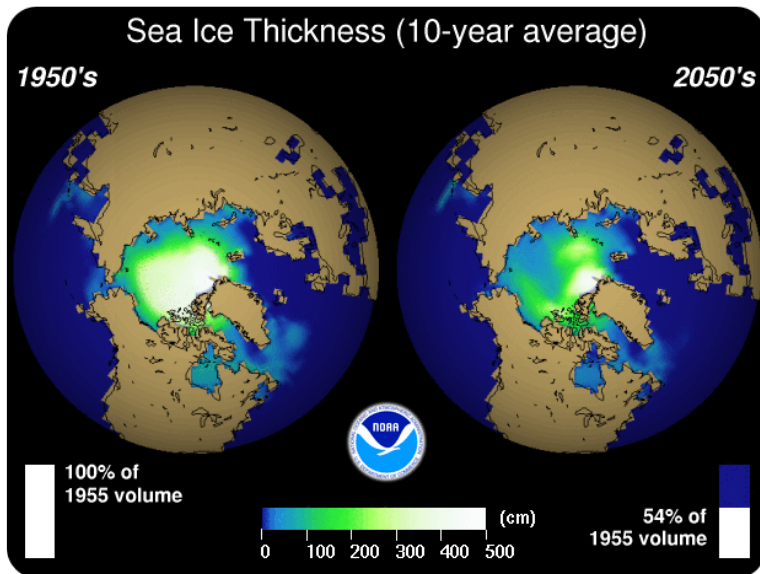 Sea Ice Thickness (10-year average)
1950's
2050's
NOAA
100% of
1955 volume
54% of
1955 volume
(cm)
0 100 200 300 400 500